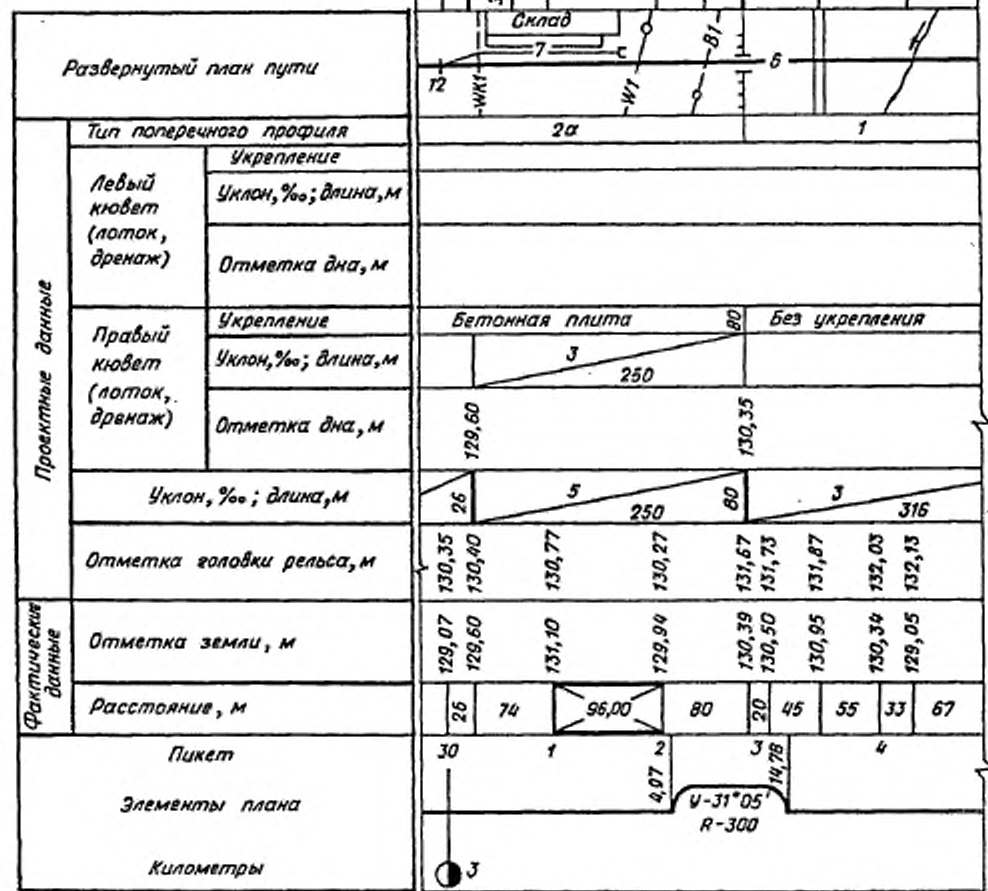 Развернутый план пути
Склад
7
T2
-WK1-
-W1-
-B1-
6
Тип поперечного профиля
2а
1
Проектные данные
Левый
кювет
(лоток,
дренаж)
Укрепление
Уклон,‰; длина,м
Отметка дна, м
Правый
кювет
(лоток,
дренаж)
Укрепление
Бетонная плита
80
Без укрепления
Уклон,‰; длина,м
3
250
Отметка дна, м
129,60
130,35
Уклон,‰; длина,м
26
5
250
80
3
316
Отметка головки рельса, м
130,35
130,40
130,77
130,27
131,67
131,73
131,87
132,03
132,13
Фактические
данные
Отметка земли, м
129,07
129,60
131,10
129,94
130,39
130,50
130,95
130,34
129,05
Расстояние, м
26
74
96,00
80
20
45
55
33
67
Пикет
30
1
2
3
4
4,97
14,78
Элементы плана
У-31°05'
R-300
Километры
3